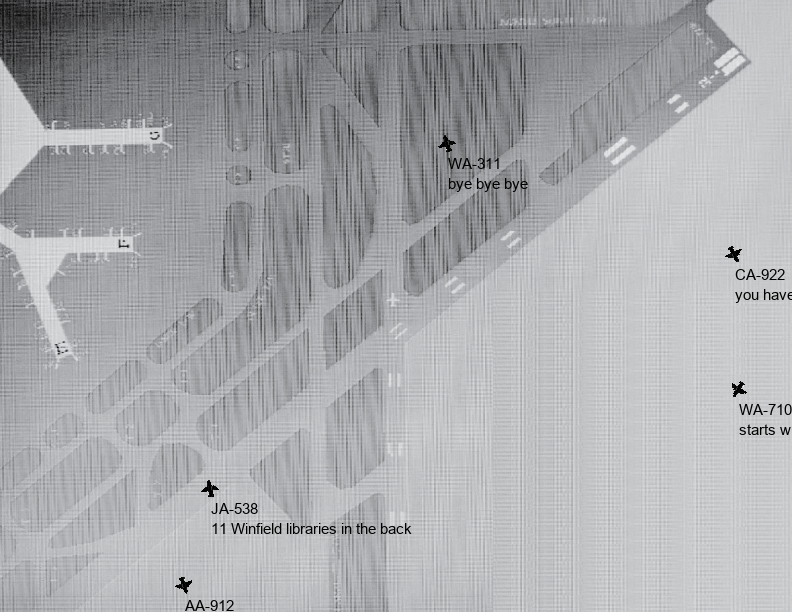 G
F
WA-311
bye bye bye
CA-922
you have
WA-710
starts w
JA-538
11 Winfield libraries in the back
AA-912